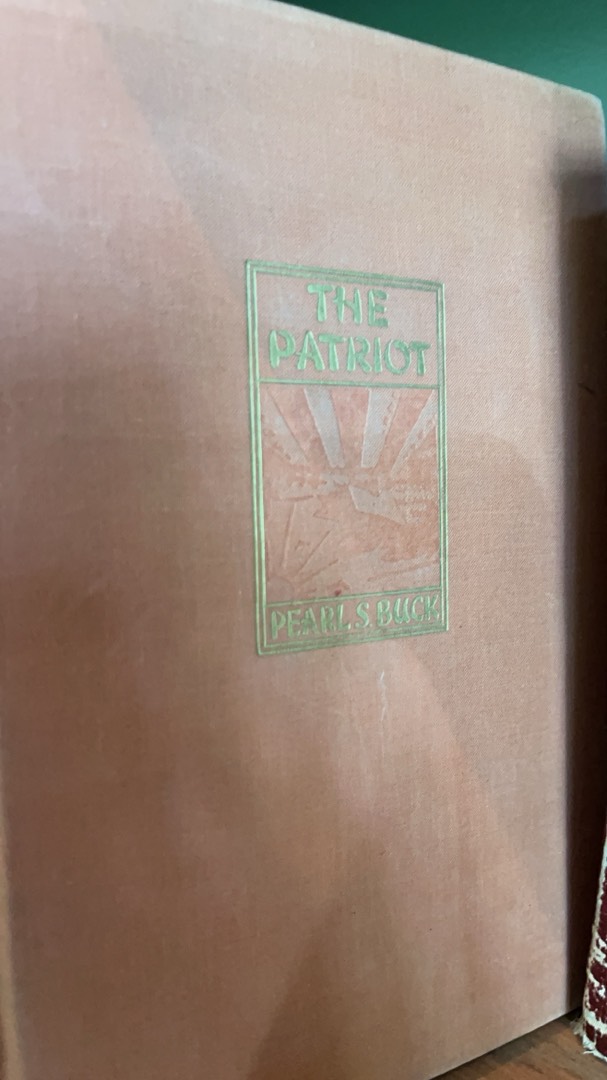 THE
PATRIOT
PEARL S. BUCK